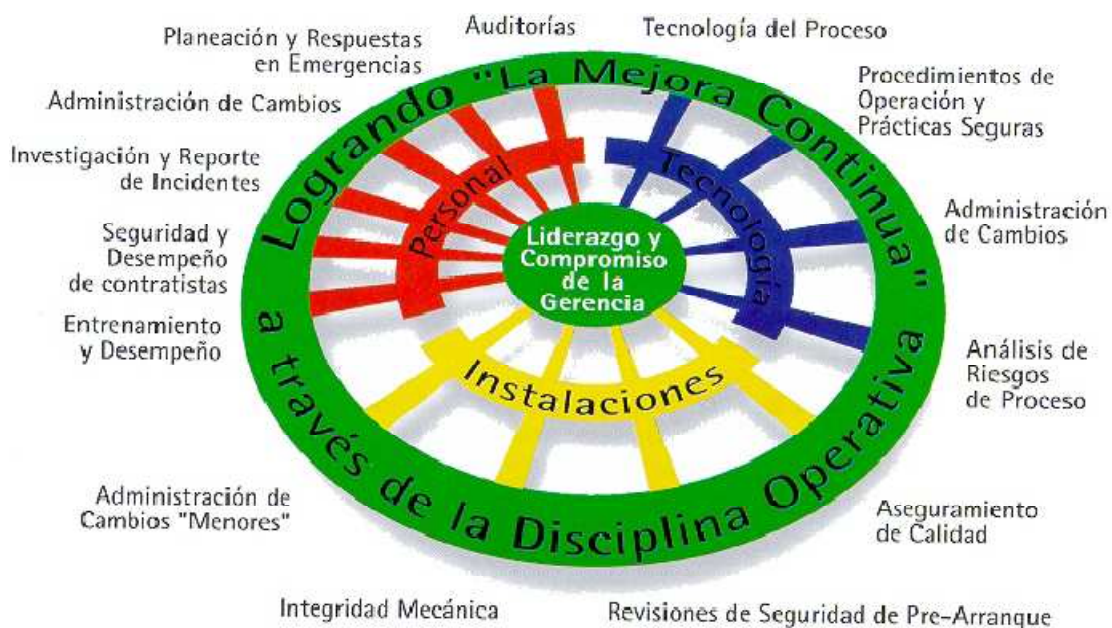 Auditorías
Tecnología del Proceso
Planeación y Respuestas
en Emergencias
Procedimientos de
Operación y
Prácticas Seguras
Administración de Cambios
Investigación y Reporte
de Incidentes
Administración
de Cambios
Seguridad y
Desempeño
de contratistas
Entrenamiento
y Desempeño
Análisis de
Riesgos
de Proceso
Administración de
Cambios "Menores"
Aseguramiento
de Calidad
Integridad Mecánica
Revisiones de Seguridad de Pre-Arranque
Logrando "La Mejora Continua"
a través de la Disciplina Operativa
Personal
Tecnología
Instalaciones
Liderazgo y
Compromiso
de la
Gerencia